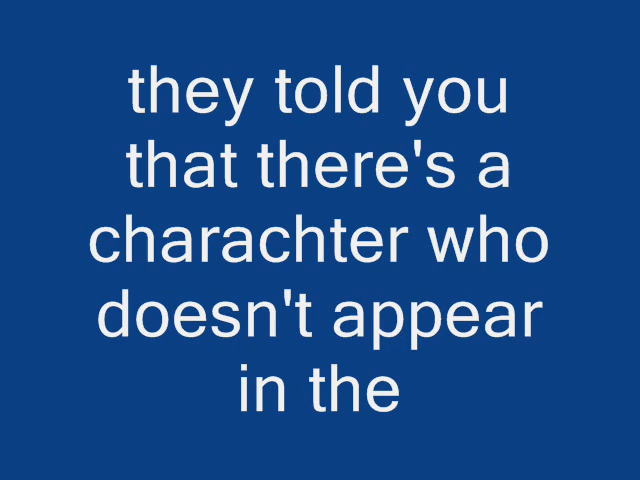 they told you
that there's a
charachter who
doesn't appear
in the